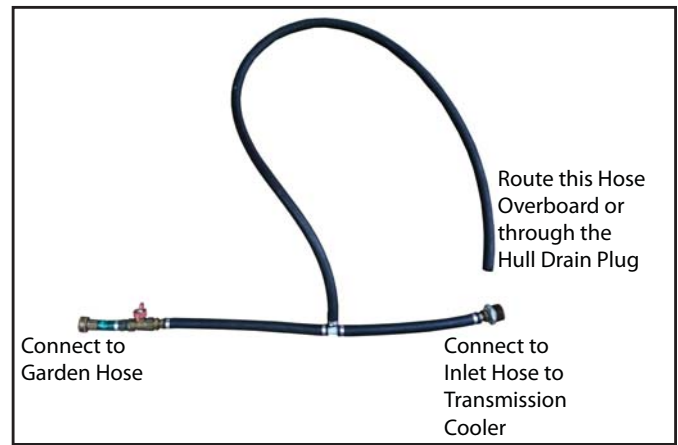 Route this Hose
Overboard or
through the
Hull Drain Plug
Connect to
Garden Hose
Connect to
Inlet Hose to
Transmission
Cooler